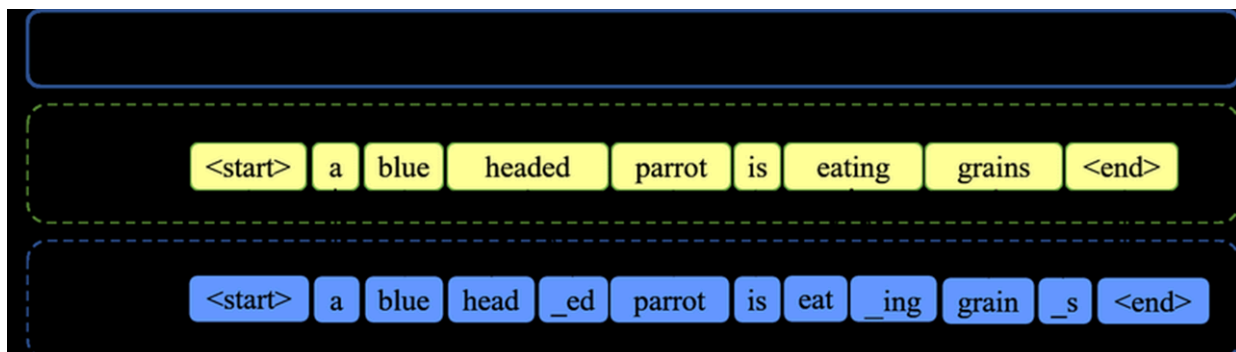 <start> a blue headed parrot is eating grains <end>
<start> a blue head _ed parrot is eat _ing grain _s <end>